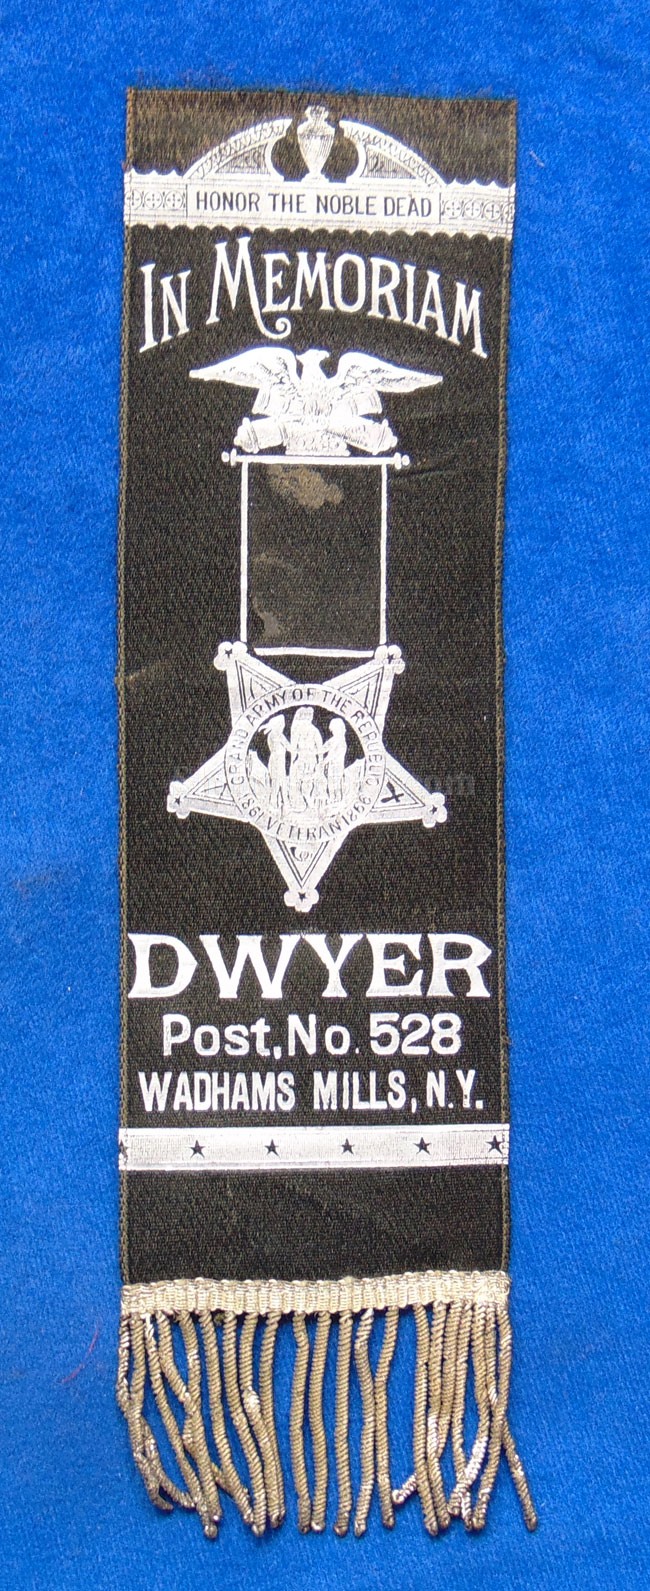 HONOR THE NOBLE DEAD
IN MEMORIAM
GRAND ARMY OF THE REPUBLIC
1861 VETERAN 1866
DWYER
Post, No. 528
WADHAMS MILLS, N.Y.